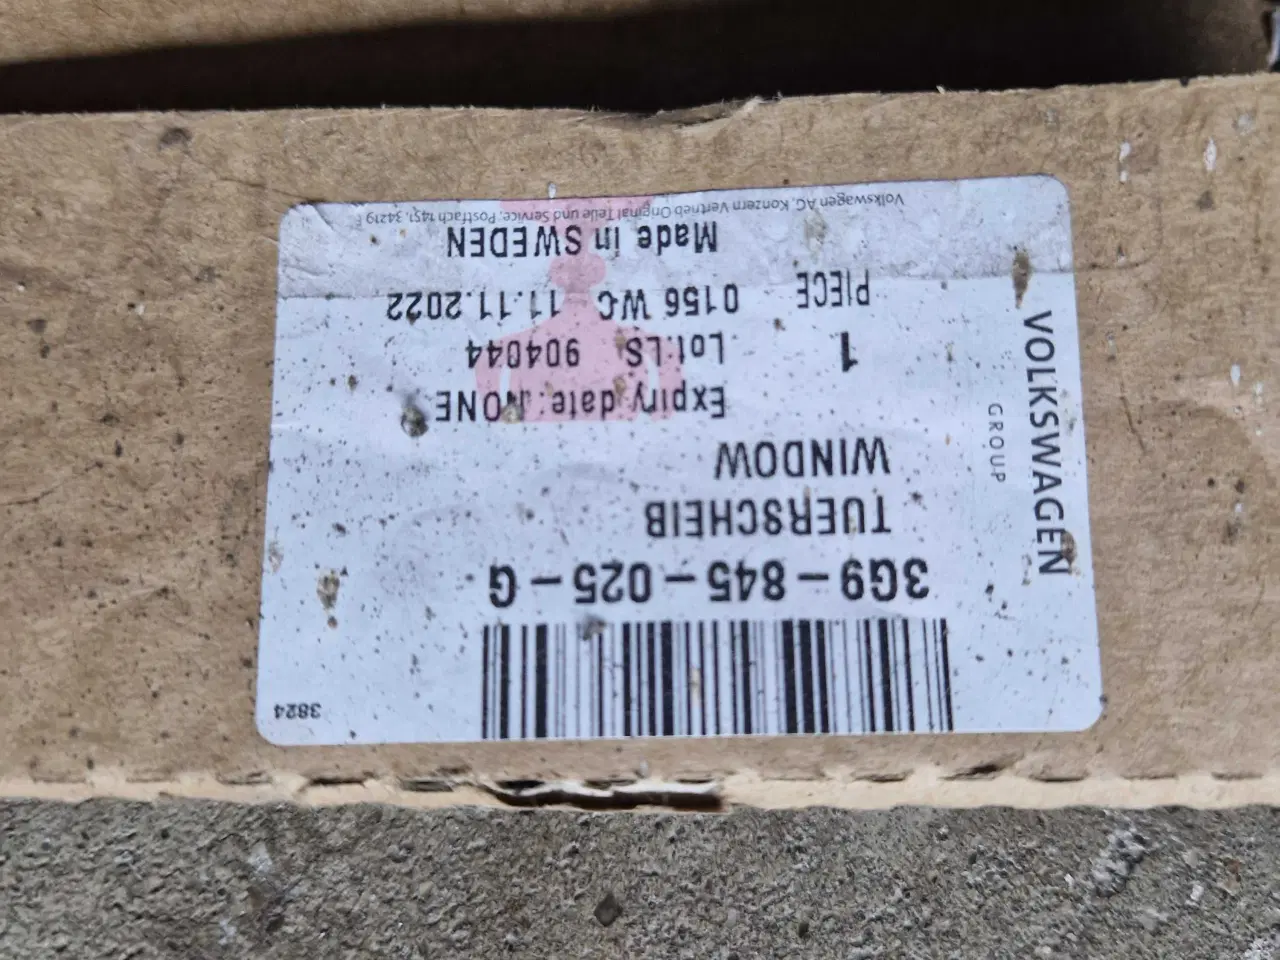 3824
3G9-845-025-G
TUERSCHEIB
WINDOW
Expiry date: NONE
1 Lot:LS 904044
PIECE 0156 WC 11.11.2022
Made in SWEDEN
Volkswagen AG, Konzern Vertrieb Original Teile und Service, Postfach 1451, 34219
VOLKSWAGEN
GROUP